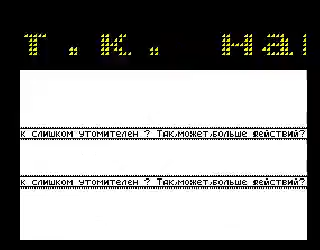 т.к. на
к слишком утомителен ? Так,может,больше действий?
к слишком утомителен ? Так,может,больше действий?